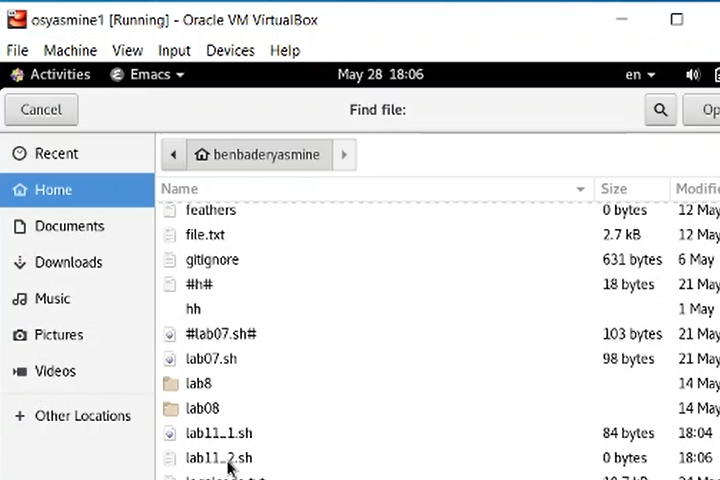 osyasmine1 [Running] - Oracle VM VirtualBox
File Machine View Input Devices Help
Activities Emacs May 28 18:06 en
Cancel Find file: Op
Recent
benbaderyasmine
Home
Name Size Modifie
feathers 0 bytes 12 May
Documents
file.txt 2.7 kB 12 May
Downloads
gitignore 631 bytes 6 May
Music
#h# 18 bytes 21 May
hh 1 May
Pictures
#lab07.sh# 103 bytes 21 May
lab07.sh 98 bytes 21 May
Videos
lab8 14 May
Other Locations
lab08 14 May
lab11_1.sh 84 bytes 18:04
lab11_2.sh 0 bytes 18:06